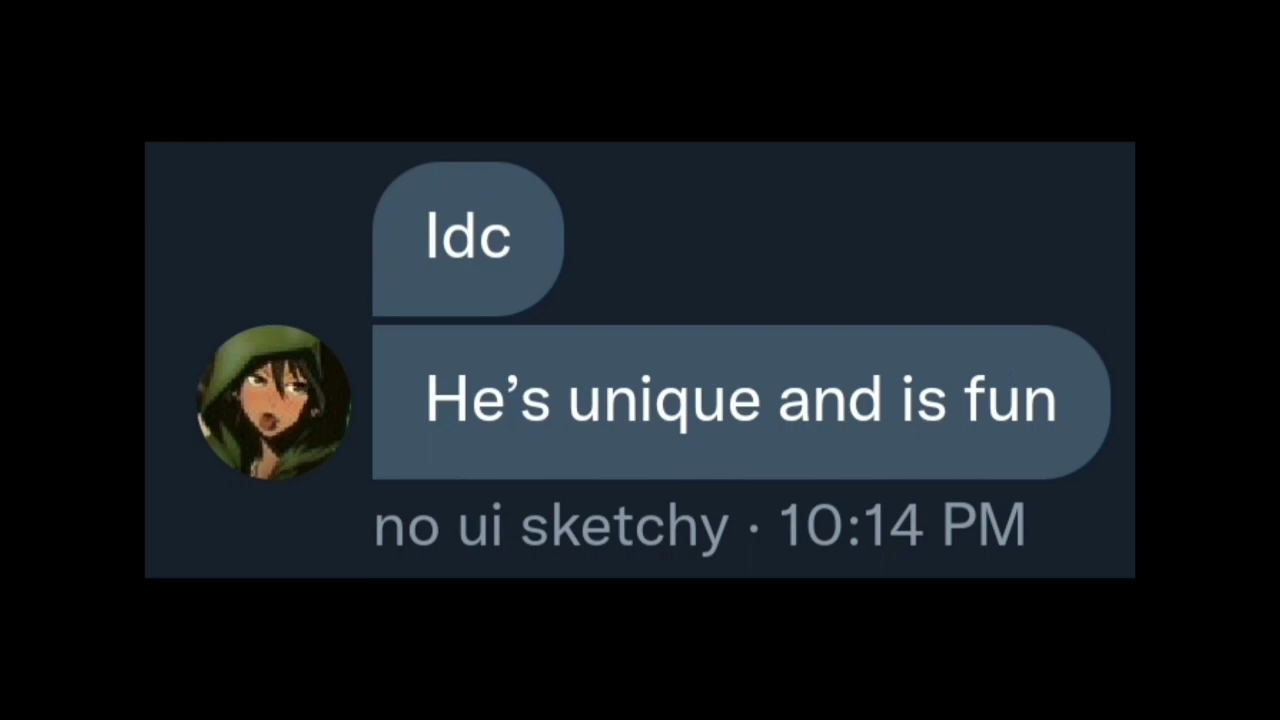 Idc
He’s unique and is fun
no ui sketchy · 10:14 PM